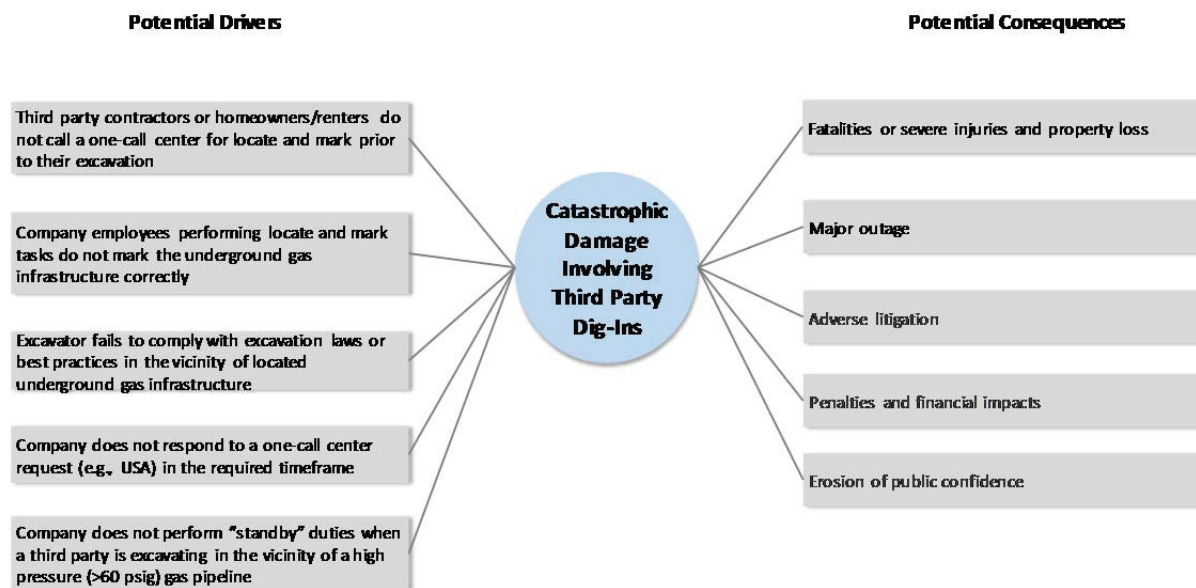 Potential Drivers
Potential Consequences
Third party contractors or homeowners/renters do
not call a one-call center for locate and mark prior
to their excavation
Company employees performing locate and mark
tasks do not mark the underground gas
infrastructure correctly
Excavator fails to comply with excavation laws or
best practices in the vicinity of located
underground gas infrastructure
Company does not respond to a one-call center
request (e.g., USA) in the required timeframe
Company does not perform “standby” duties when
a third party is excavating in the vicinity of a high
pressure (>60 psig) gas pipeline
Catastrophic
Damage
Involving
Third Party
Dig-Ins
Fatalities or severe injuries and property loss
Major outage
Adverse litigation
Penalties and financial impacts
Erosion of public confidence